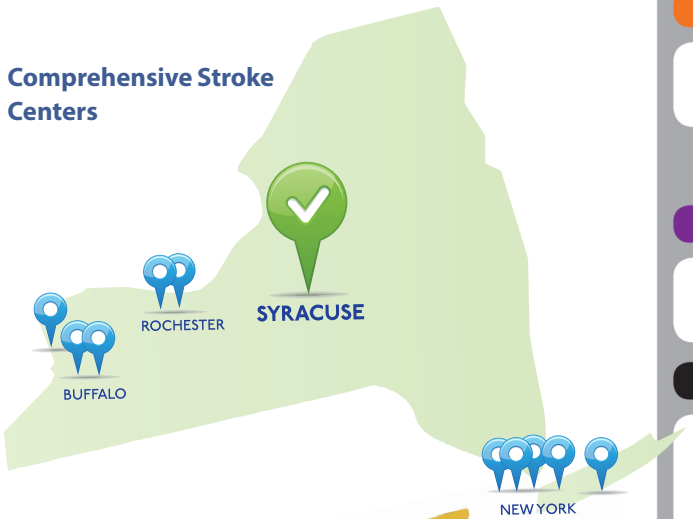 Comprehensive Stroke
Centers
SYRACUSE
ROCHESTER
BUFFALO
NEW YORK